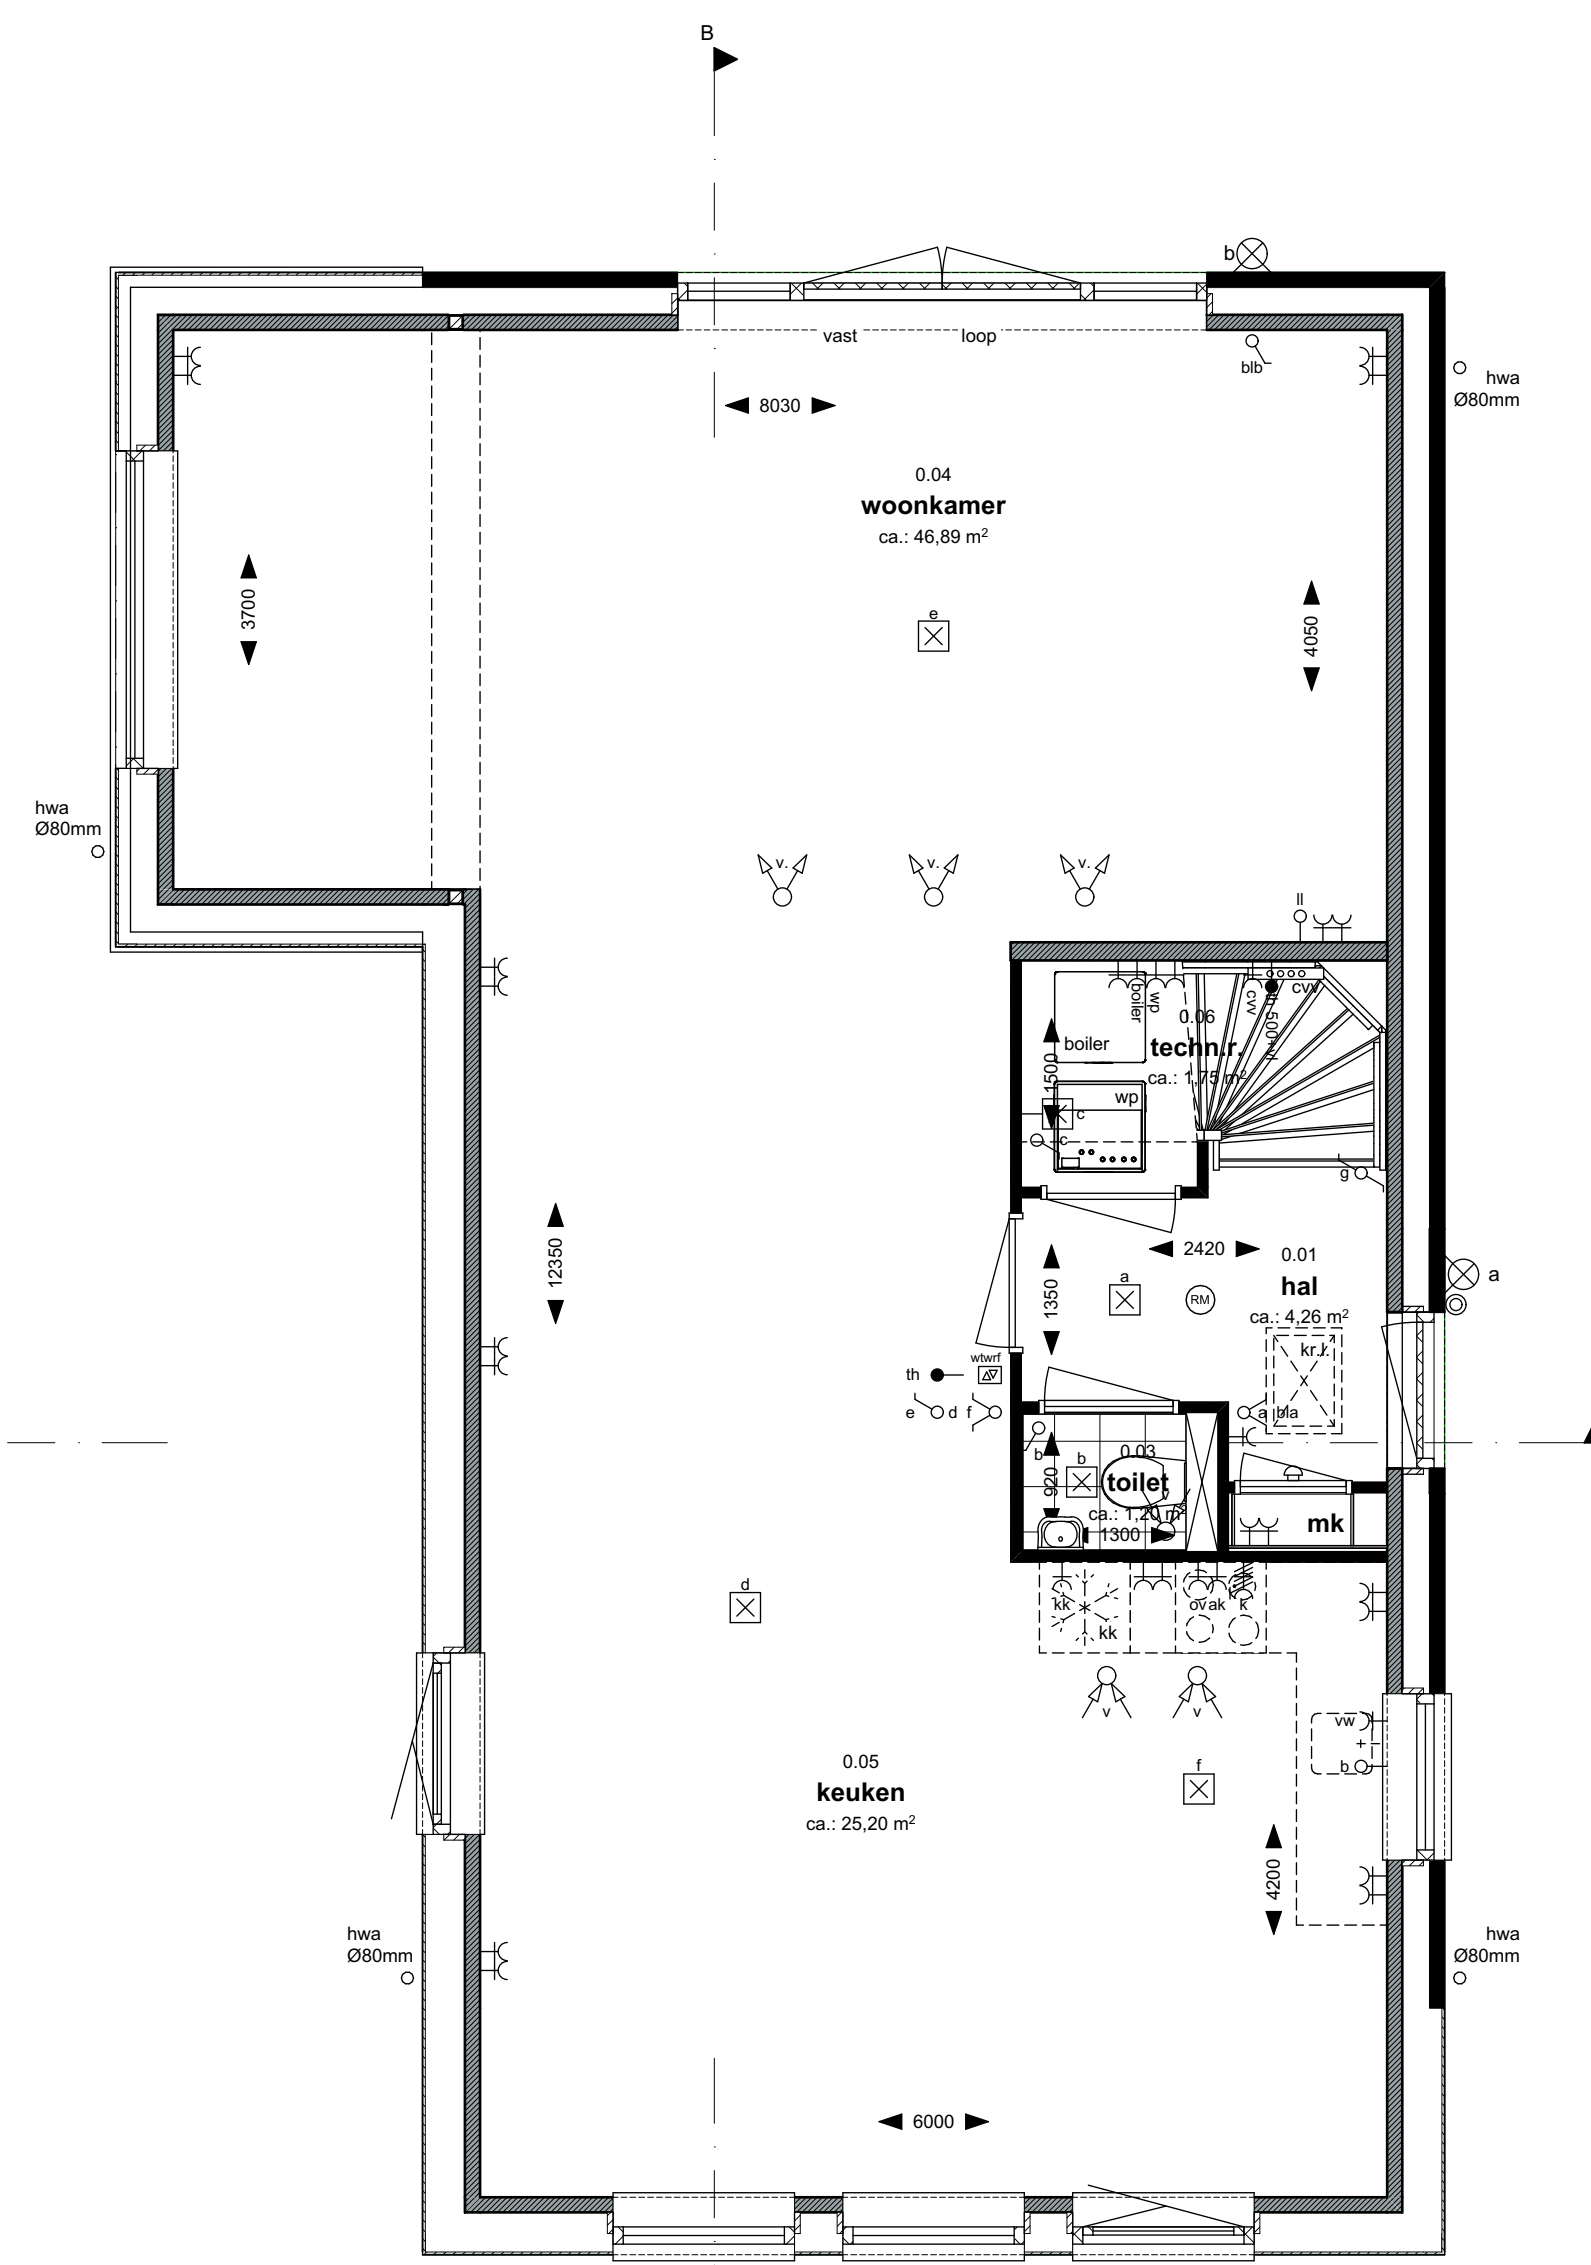 B
b
vast
loop
blb
hwa
Ø80mm
8030
0.04
woonkamer
ca.: 46,89 m²
3700
e
4050
hwa
Ø80mm
v.
v.
v.
ll
boiler
wp
cvv
cvv
0.06
techn.r.
ca.: 1,75 m²
boiler
1500
wp
c
c
g
12350
2420
0.01
hal
ca.: 4,26 m²
a
RM
1350
a
kr.l.
wtwrf
th
e
d
f
a
bla
b
b
0.03
toilet
ca.: 1,20 m²
920
v
1300
mk
d
kk
kk
ov
ak
k
v
v
vw
+ -
b
f
0.05
keuken
ca.: 25,20 m²
4200
hwa
Ø80mm
hwa
Ø80mm
6000